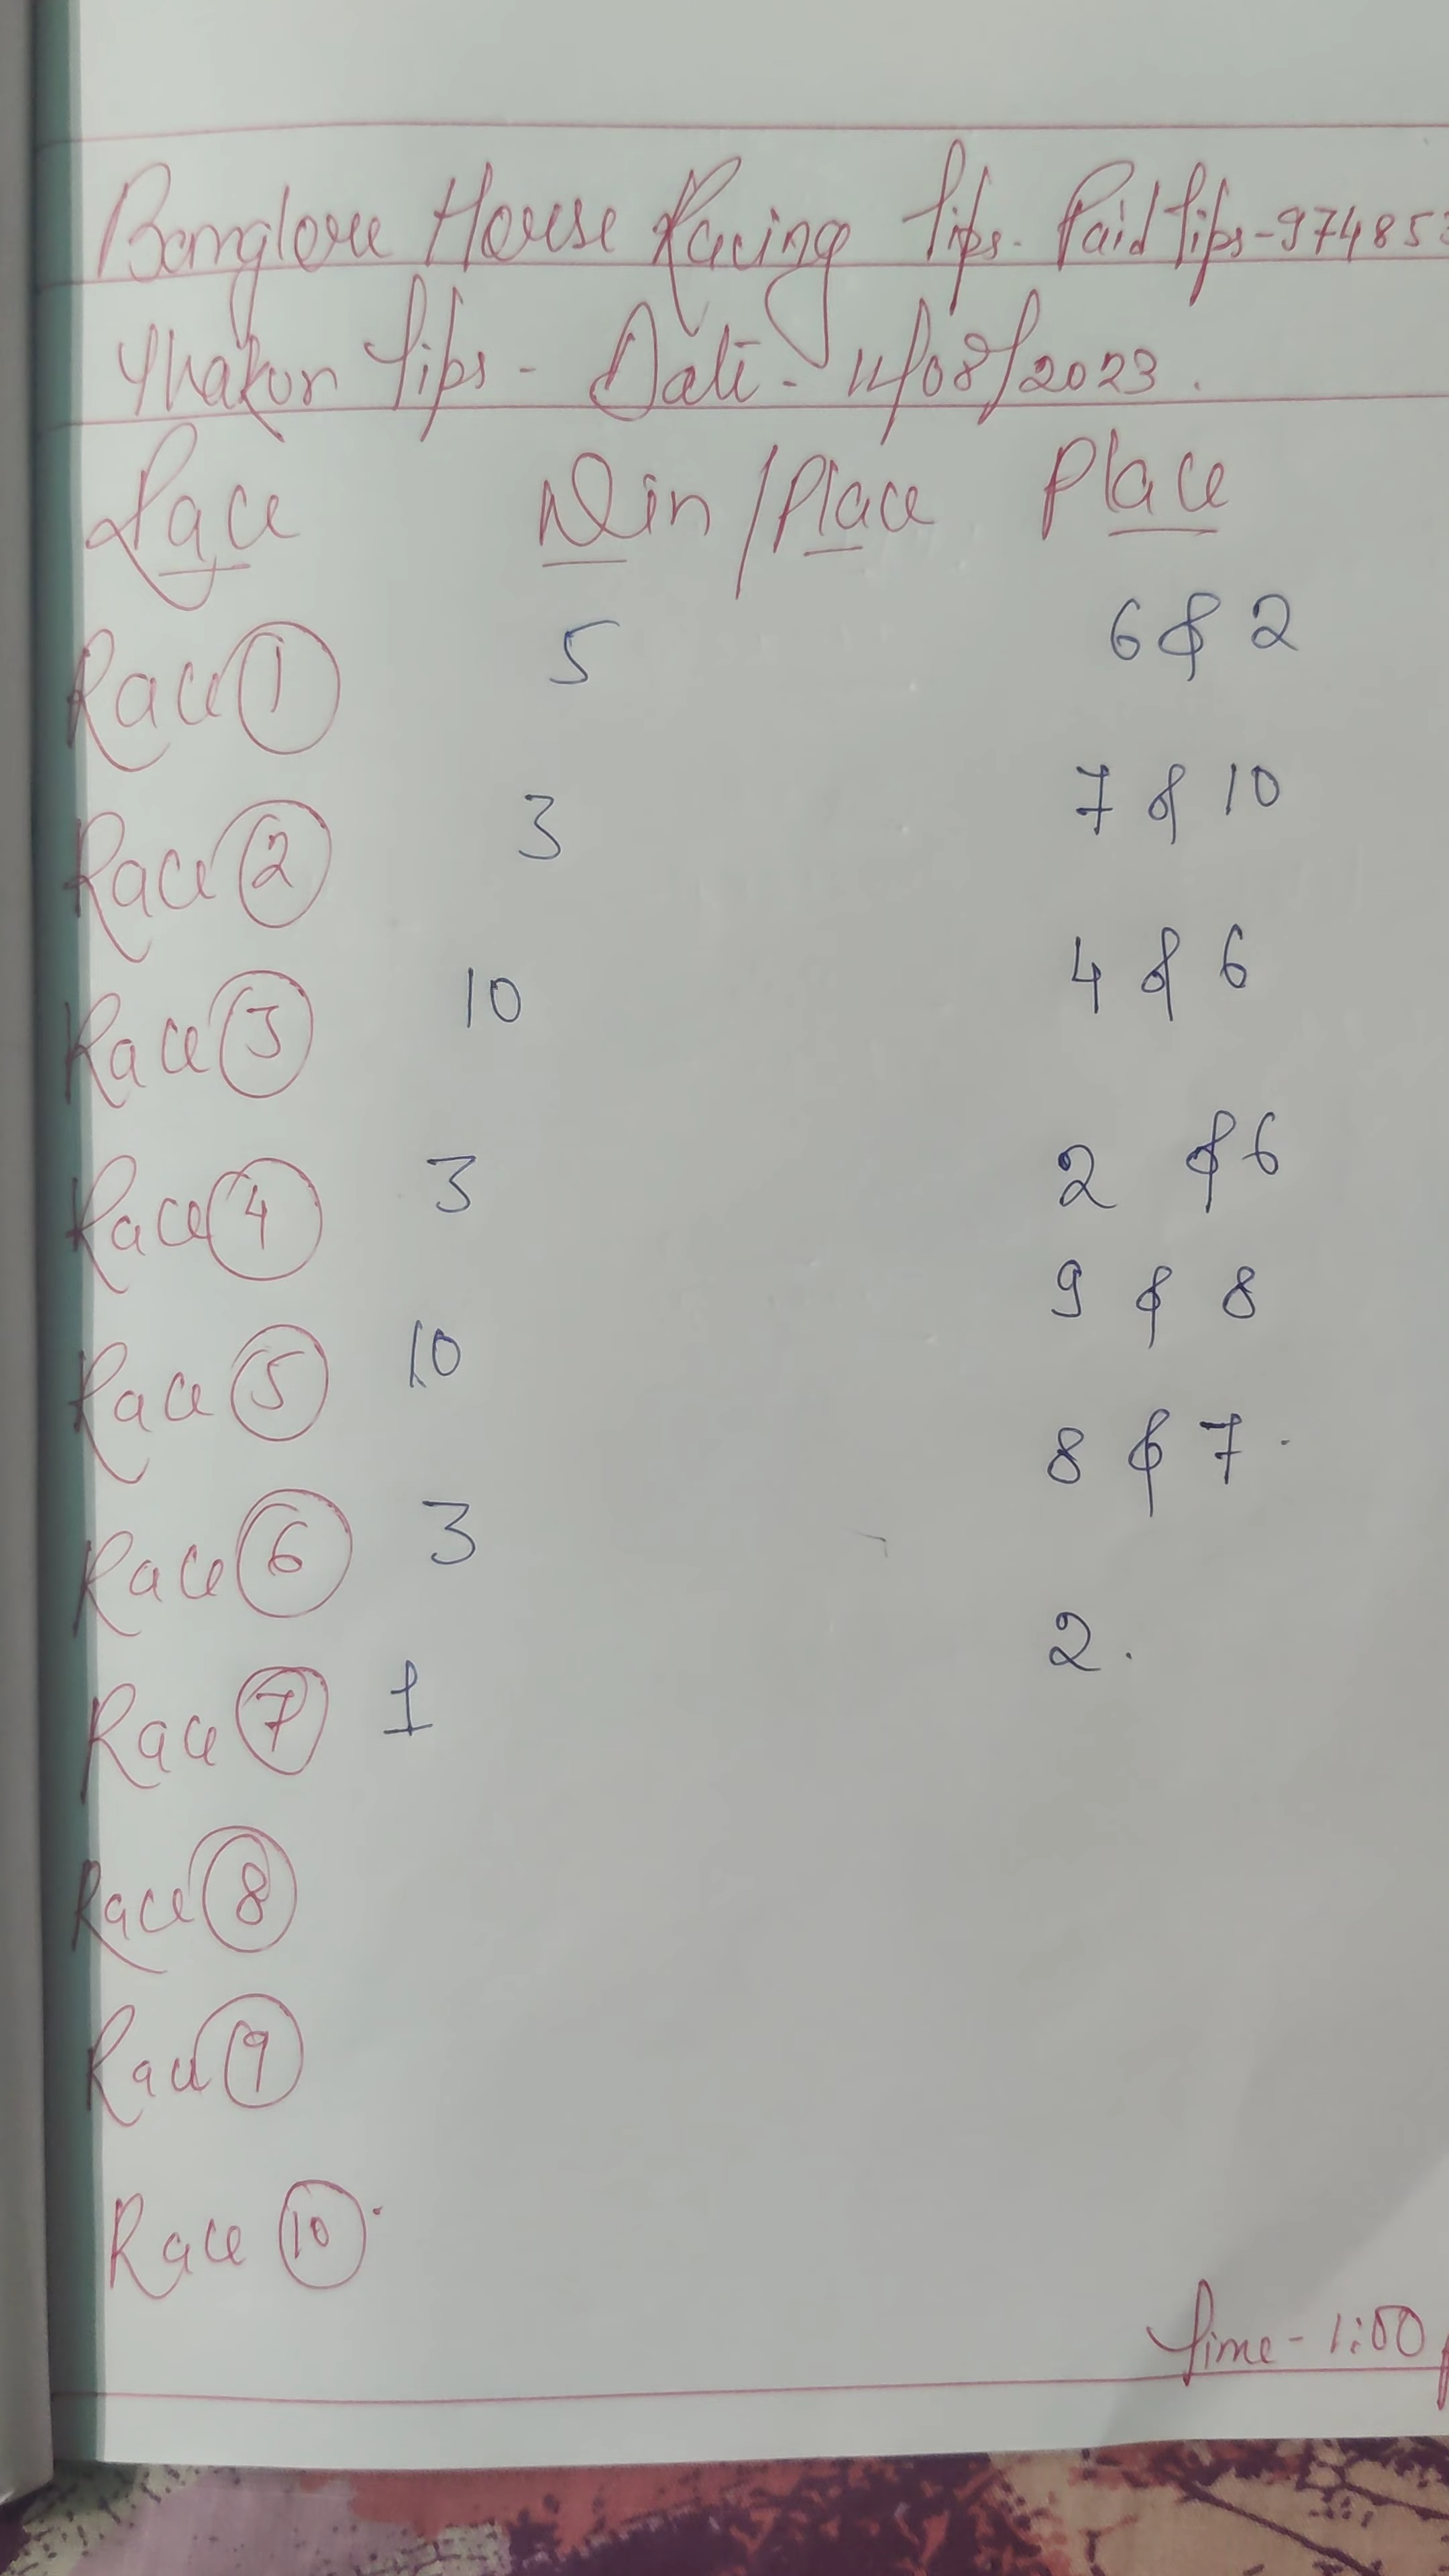 Banglore House Racing Tips. Paid Tips-97485
Thakur Tips - Date - 11/08/2023.
Race Win/Place Place
Race 1 5 6 & 2
Race 2 3 7 & 10
Race 3 10 4 & 6
Race 4 3 2 & 6
Race 5 10 9 & 8
Race 6 3 8 & 7.
Race 7 1 2.
Race 8
Race 9
Race 10.
Time - 1:00